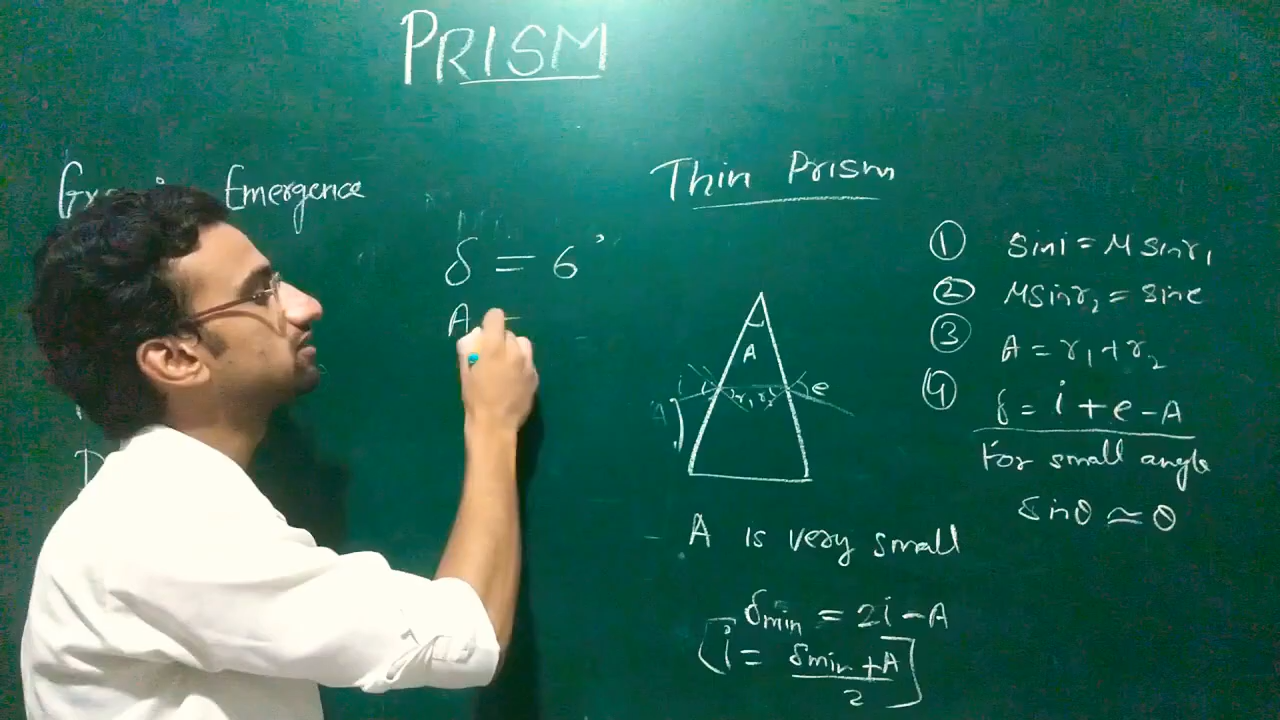 PRISM
Emergence
δ = 6°
A =
Thin Prism
A
i r₁ r₂ e
① Sini = μ sinr₁
② μsinr₂ = sine
③ A = r₁ + r₂
④ δ = i + e - A
For small angle
Sinθ ≃ θ
A is very small
δmin = 2i - A
[i = δmin + A / 2]